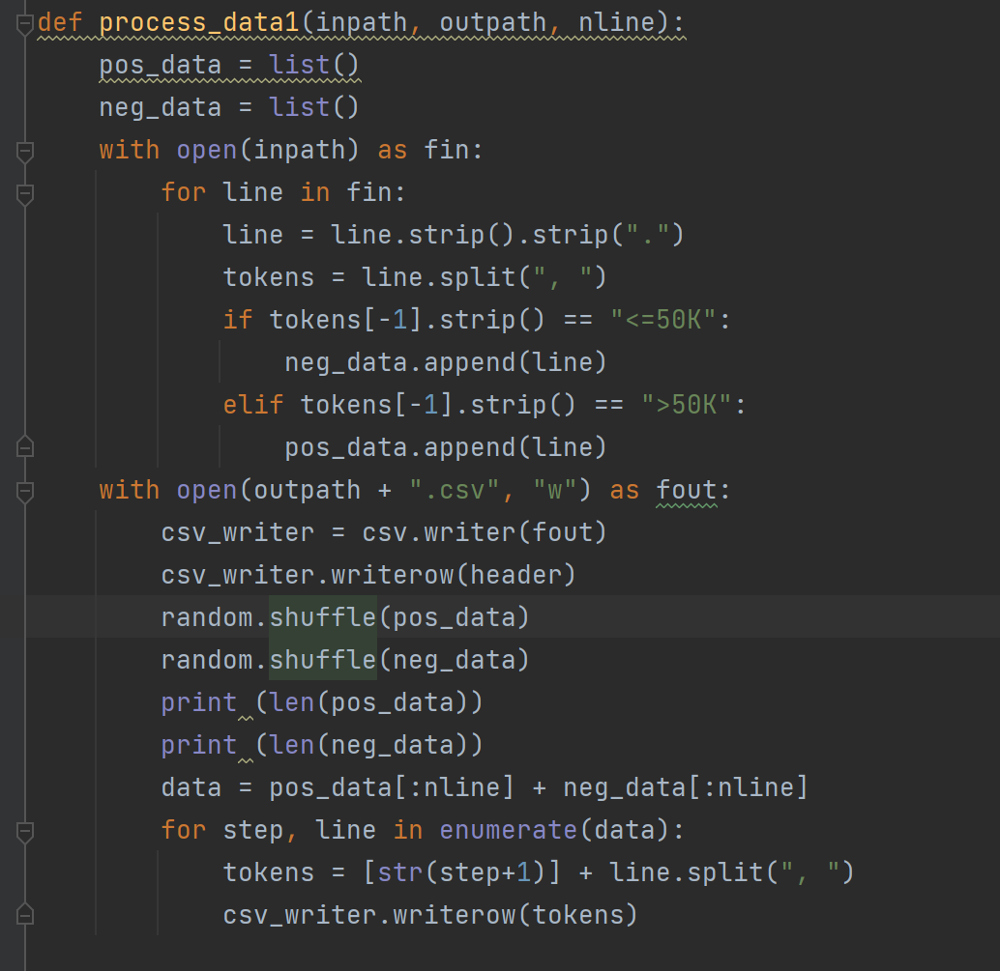 def process_data1(inpath, outpath, nline):
    pos_data = list()
    neg_data = list()
    with open(inpath) as fin:
        for line in fin:
            line = line.strip().strip(".")
            tokens = line.split(", ")
            if tokens[-1].strip() == "<=50K":
                neg_data.append(line)
            elif tokens[-1].strip() == ">50K":
                pos_data.append(line)
    with open(outpath + ".csv", "w") as fout:
        csv_writer = csv.writer(fout)
        csv_writer.writerow(header)
        random.shuffle(pos_data)
        random.shuffle(neg_data)
        print (len(pos_data))
        print (len(neg_data))
        data = pos_data[:nline] + neg_data[:nline]
        for step, line in enumerate(data):
            tokens = [str(step+1)] + line.split(", ")
            csv_writer.writerow(tokens)